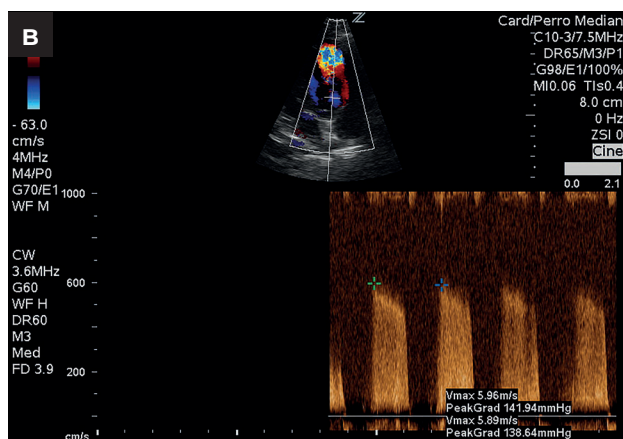 B
Z
Card/Perro Median
C10-3/7.5MHz
DR65/M3/P1
G98/E1/100%
MI0.06 TIs0.4
8.0 cm
0 Hz
ZSI 0
Cine
0.0 2.1
- 63.0
cm/s
4MHz
M4/P0
G70/E1
WF M
CW
3.6MHz
G60
WF H
DR60
M3
Med
FD 3.9
1000
600
200
cm/s
Vmax 5.96m/s
PeakGrad 141.94mmHg
Vmax 5.89m/s
PeakGrad 138.64mmHg